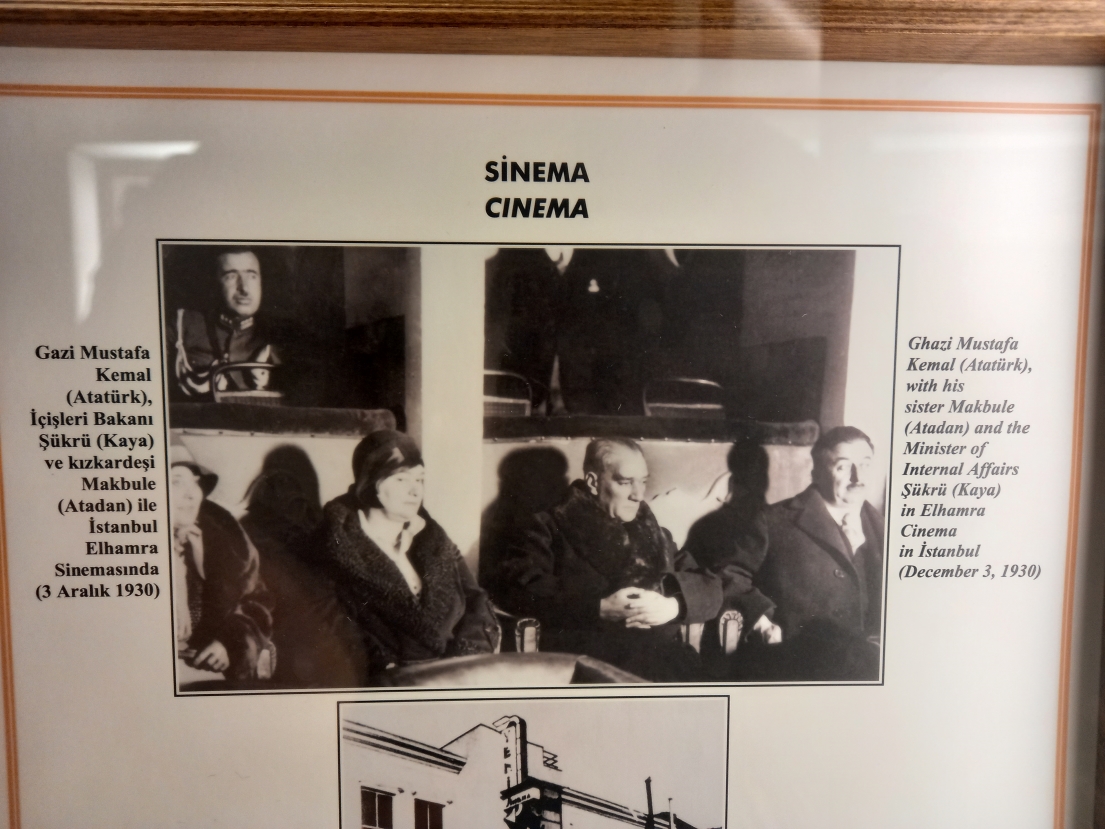 SİNEMA
CINEMA
Gazi Mustafa
Kemal
(Atatürk),
İçişleri Bakanı
Şükrü (Kaya)
ve kızkardeşi
Makbule
(Atadan) ile
İstanbul
Elhamra
Sinemasında
(3 Aralık 1930)
Ghazi Mustafa
Kemal (Atatürk),
with his
sister Makbule
(Atadan) and the
Minister of
Internal Affairs
Şükrü (Kaya)
in Elhamra
Cinema
in İstanbul
(December 3, 1930)